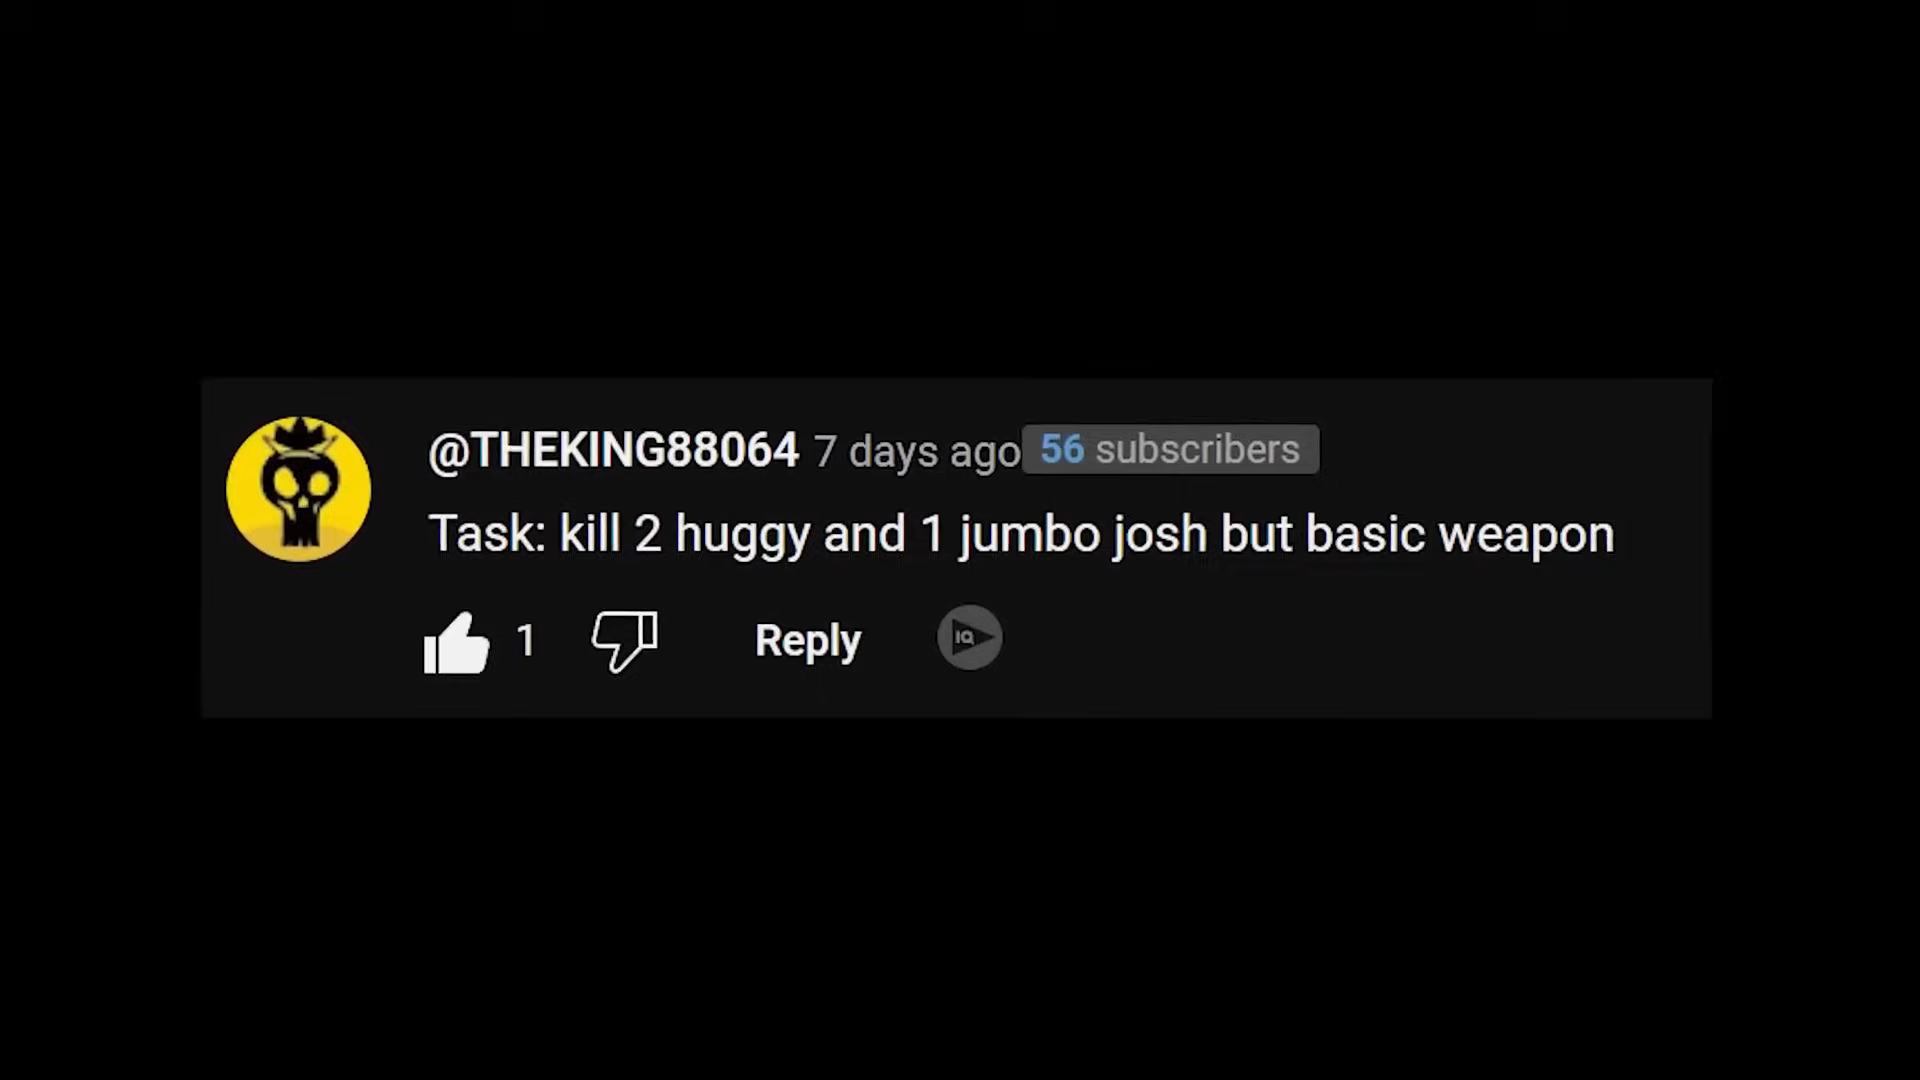 @THEKING88064 7 days ago 56 subscribers
Task: kill 2 huggy and 1 jumbo josh but basic weapon
1 Reply IQ